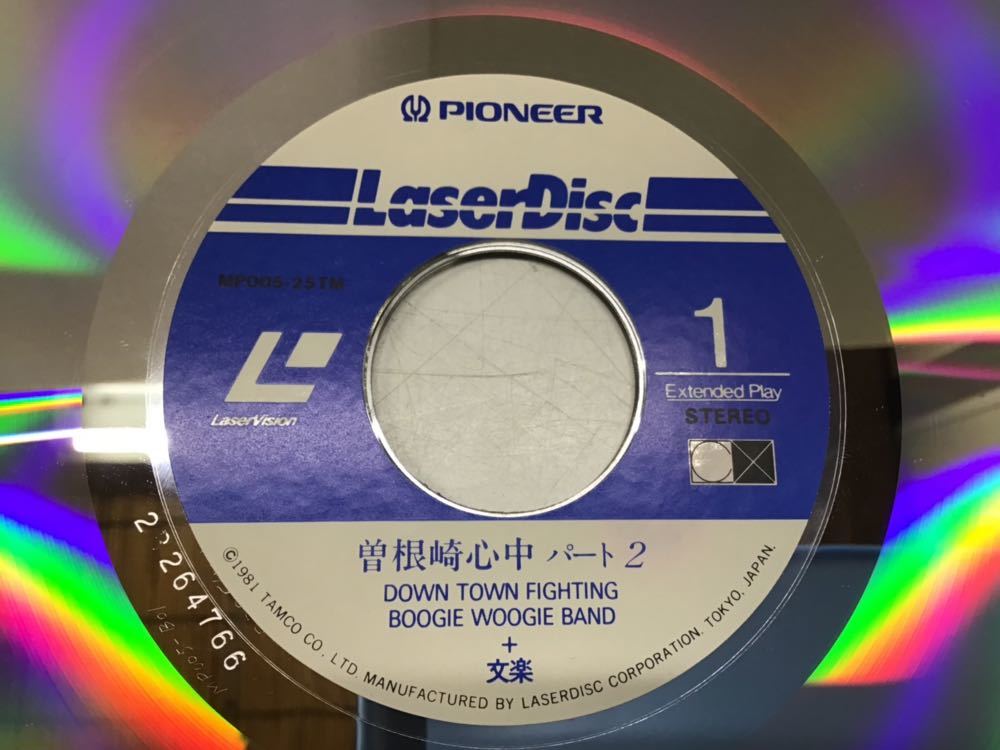 PIONEER
LaserDisc
MP005-25TM
1
Extended Play
STEREO
LaserVision
曽根崎心中 パート 2
DOWN TOWN FIGHTING
BOOGIE WOOGIE BAND
+
文楽
©1981 TAMCO CO., LTD. MANUFACTURED BY LASERDISC CORPORATION. TOKYO, JAPAN.
264766